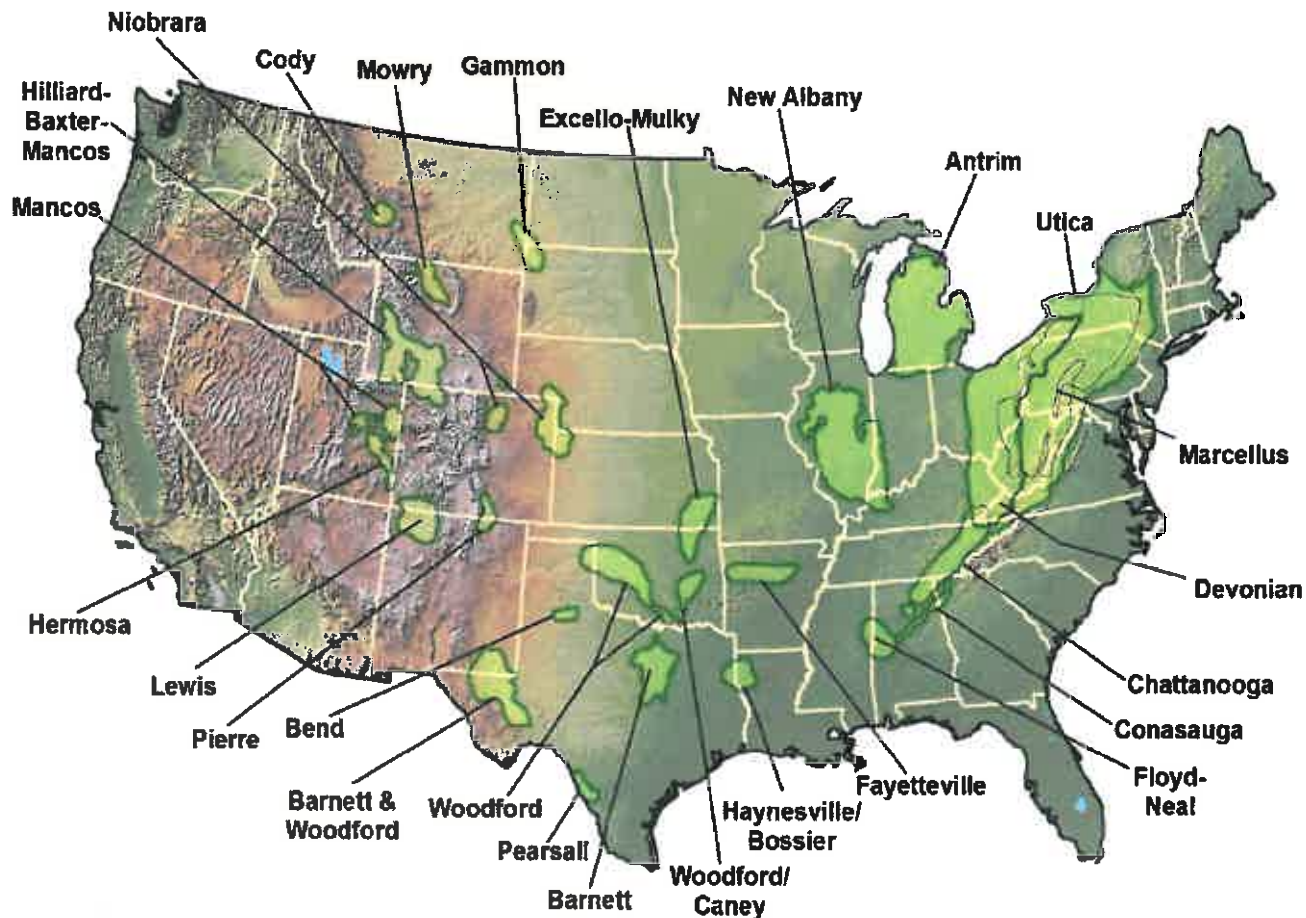 Niobrara
Cody
Mowry
Gammon
Hilliard-
Baxter-
Mancos
Excello-Mulky
New Albany
Antrim
Mancos
Utica
Marcellus
Devonian
Hermosa
Lewis
Pierre
Bend
Chattanooga
Conasauga
Barnett &
Woodford
Woodford
Pearsall
Barnett
Woodford/
Caney
Haynesville/
Bossier
Fayetteville
Floyd-
Neal